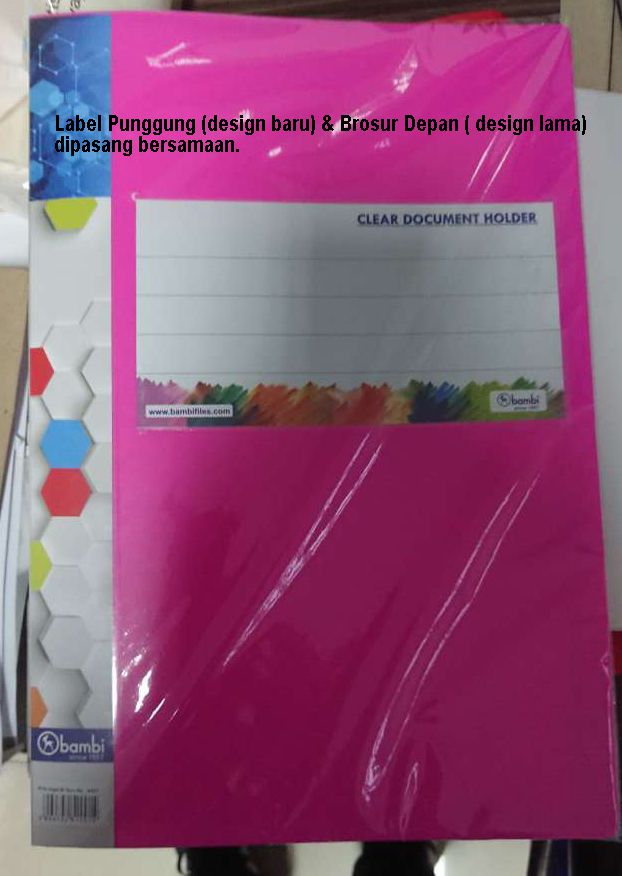 Label Punggung (design baru) & Brosur Depan ( design lama)
dipasang bersamaan.
CLEAR DOCUMENT HOLDER
www.bambifiles.com
bambi
since 1957
bambi
since 1957